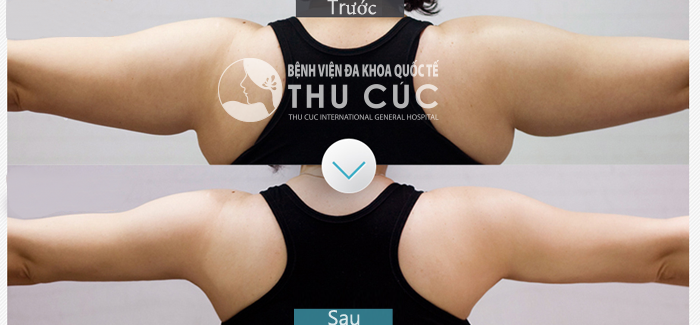 Trước
BỆNH VIỆN ĐA KHOA QUỐC TẾ
THU CÚC
THU CUC INTERNATIONAL GENERAL HOSPITAL
Sau